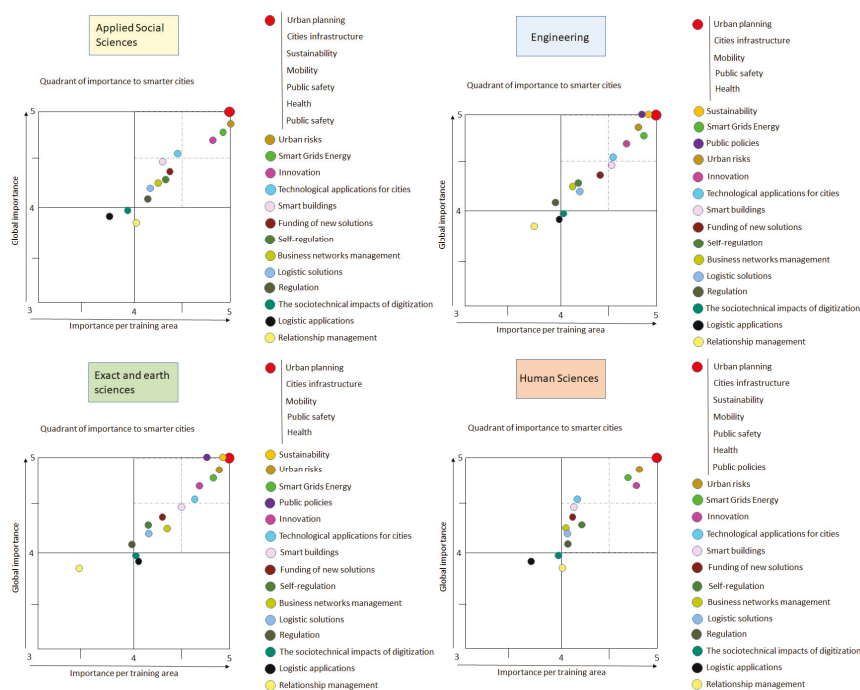 Applied Social
Sciences
Quadrant of importance to smarter cities
5
4
3
4
5
Global importance
Importance per training area
Urban planning
Cities infrastructure
Sustainability
Mobility
Public safety
Health
Public safety
Urban risks
Smart Grids Energy
Innovation
Technological applications for cities
Smart buildings
Funding of new solutions
Self-regulation
Business networks management
Logistic solutions
Regulation
The sociotechnical impacts of digitization
Logistic applications
Relationship management
Engineering
Quadrant of importance to smarter cities
5
4
3
4
5
Global importance
Importance per training area
Urban planning
Cities infrastructure
Mobility
Public safety
Health
Sustainability
Smart Grids Energy
Public policies
Urban risks
Innovation
Technological applications for cities
Smart buildings
Funding of new solutions
Self-regulation
Business networks management
Logistic solutions
Regulation
The sociotechnical impacts of digitization
Logistic applications
Relationship management
Exact and earth
sciences
Quadrant of importance to smarter cities
5
4
3
4
5
Global importance
Importance per training area
Urban planning
Cities infrastructure
Mobility
Public safety
Health
Sustainability
Urban risks
Smart Grids Energy
Public policies
Innovation
Technological applications for cities
Smart buildings
Funding of new solutions
Self-regulation
Business networks management
Logistic solutions
Regulation
The sociotechnical impacts of digitization
Logistic applications
Relationship management
Human Sciences
Quadrant of importance to smarter cities
5
4
3
4
5
Global importance
Importance per training area
Urban planning
Cities infrastructure
Sustainability
Mobility
Public safety
Health
Public policies
Urban risks
Smart Grids Energy
Innovation
Technological applications for cities
Smart buildings
Funding of new solutions
Self-regulation
Business networks management
Logistic solutions
Regulation
The sociotechnical impacts of digitization
Logistic applications
Relationship management